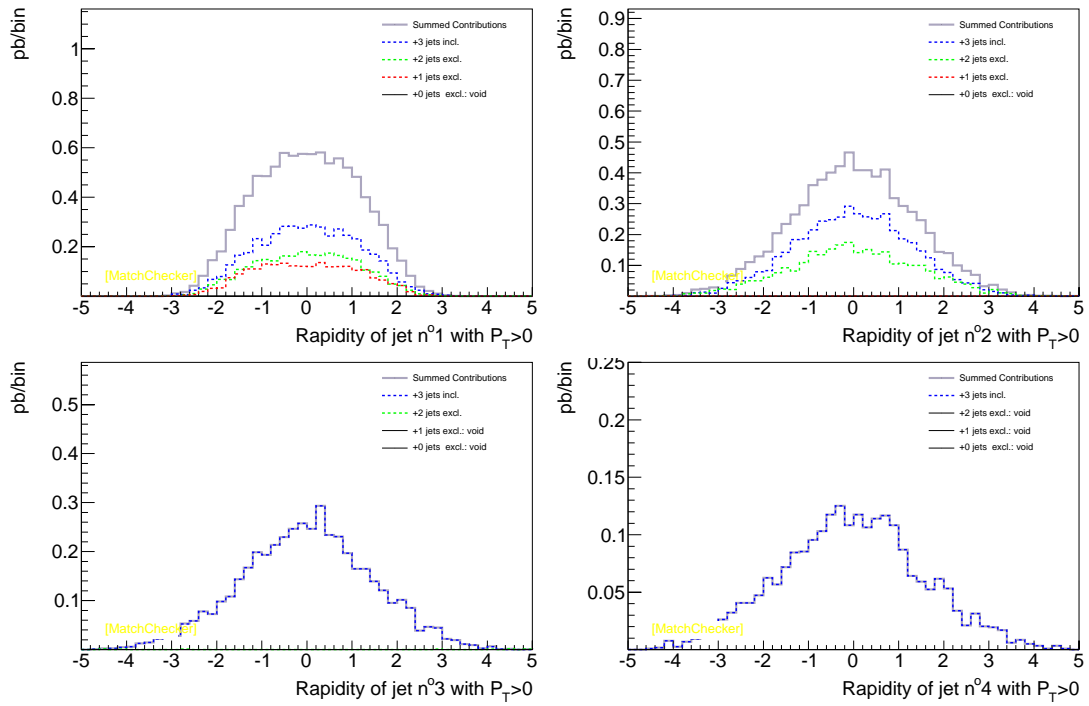 pb/bin
1
0.8
0.6
0.4
0.2
Summed Contributions
+3 jets incl.
+2 jets excl.
+1 jets excl.
+0 jets excl.: void
[MatchChecker]
-5 -4 -3 -2 -1 0 1 2 3 4 5
Rapidity of jet nº1 with P_T>0
pb/bin
0.9
0.8
0.7
0.6
0.5
0.4
0.3
0.2
0.1
Summed Contributions
+3 jets incl.
+2 jets excl.
+1 jets excl.
+0 jets excl.: void
[MatchChecker]
-5 -4 -3 -2 -1 0 1 2 3 4 5
Rapidity of jet nº2 with P_T>0
pb/bin
0.5
0.4
0.3
0.2
0.1
Summed Contributions
+3 jets incl.
+2 jets excl.
+1 jets excl.: void
+0 jets excl.: void
[MatchChecker]
-5 -4 -3 -2 -1 0 1 2 3 4 5
Rapidity of jet nº3 with P_T>0
pb/bin
0.25
0.2
0.15
0.1
0.05
Summed Contributions
+3 jets incl.
+2 jets excl.: void
+1 jets excl.: void
+0 jets excl.: void
[MatchChecker]
-5 -4 -3 -2 -1 0 1 2 3 4 5
Rapidity of jet nº4 with P_T>0